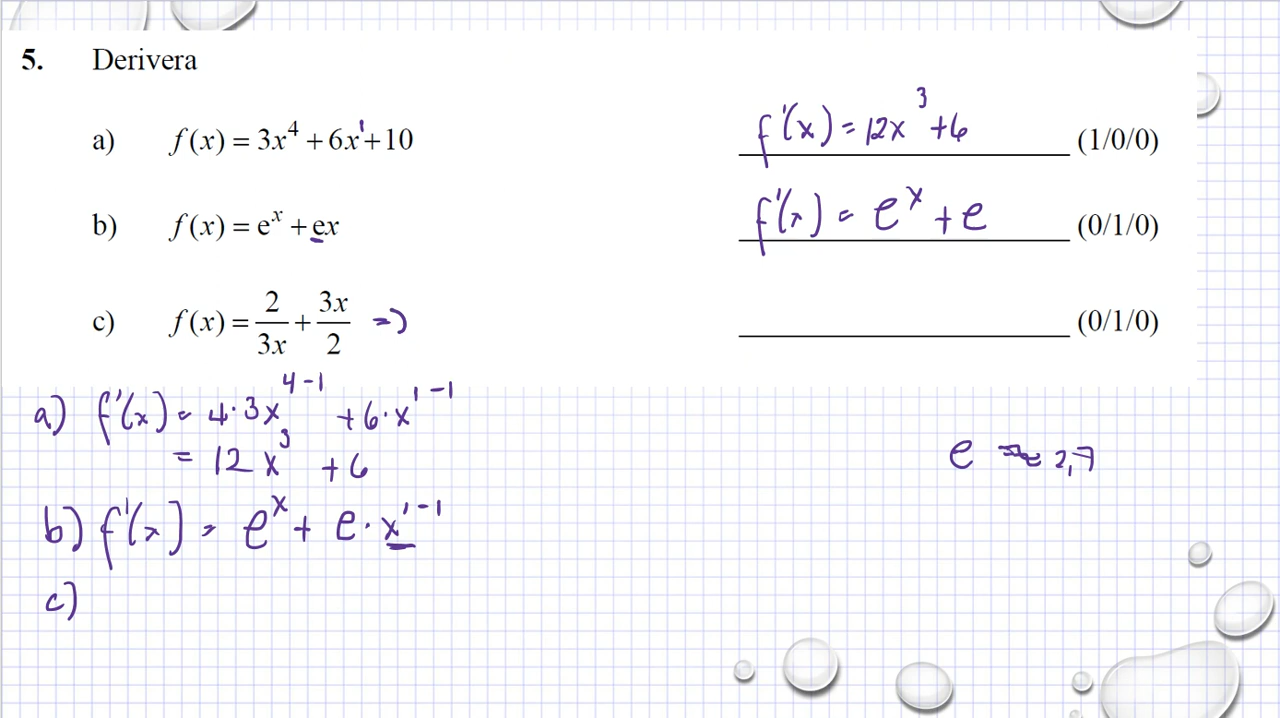 5. Derivera
a) f(x) = 3x⁴ + 6x¹ + 10 f'(x) = 12x³ + 6 (1/0/0)
b) f(x) = eˣ + ex f'(x) = eˣ + e (0/1/0)
c) f(x) = 2/3x + 3x/2 => (0/1/0)
a) f'(x) = 4·3x⁴⁻¹ + 6·x¹⁻¹
= 12x³ + 6
e ≈ 2,7
b) f'(x) = eˣ + e·x¹⁻¹
c)